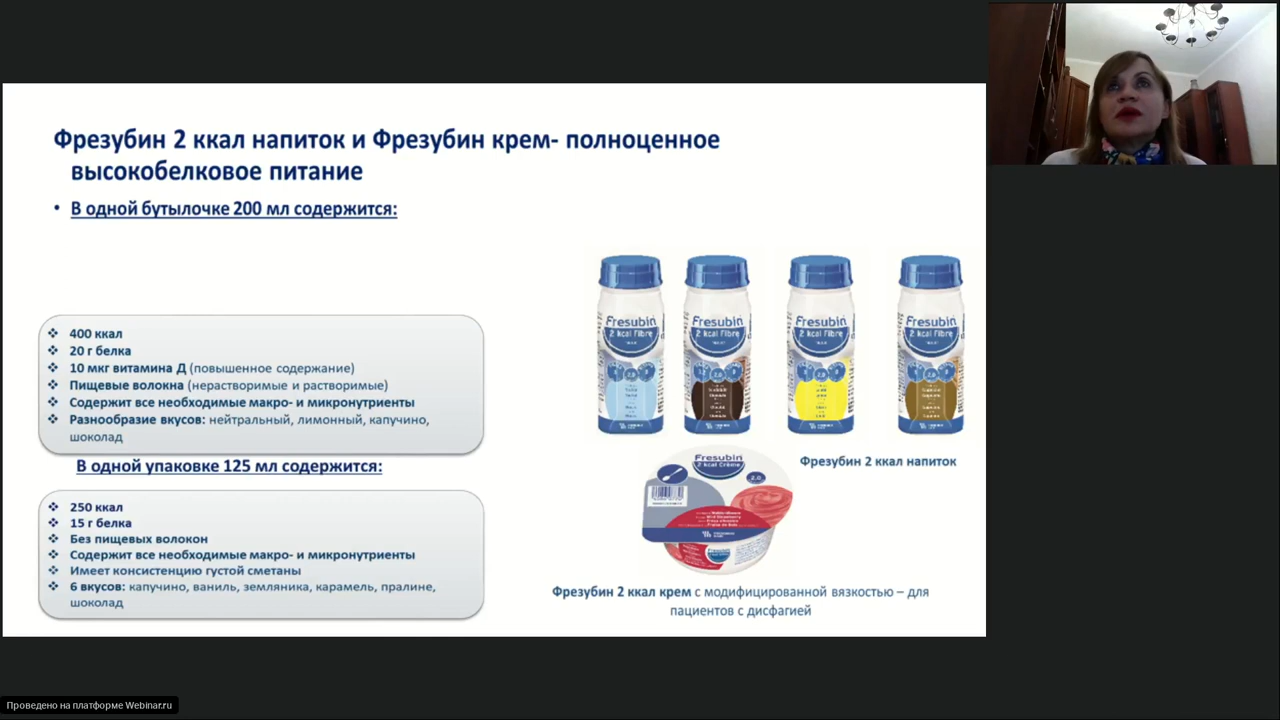 Фрезубин 2 ккал напиток и Фрезубин крем- полноценное
высокобелковое питание
• В одной бутылочке 200 мл содержится:
❖ 400 ккал
❖ 20 г белка
❖ 10 мкг витамина Д (повышенное содержание)
❖ Пищевые волокна (нерастворимые и растворимые)
❖ Содержит все необходимые макро- и микронутриенты
❖ Разнообразие вкусов: нейтральный, лимонный, капучино,
шоколад
В одной упаковке 125 мл содержится:
❖ 250 ккал
❖ 15 г белка
❖ Без пищевых волокон
❖ Содержит все необходимые макро- и микронутриенты
❖ Имеет консистенцию густой сметаны
❖ 6 вкусов: капучино, ваниль, земляника, карамель, пралине,
шоколад
Fresubin
2 kcal Fibre
Fresubin
2 kcal Fibre
Fresubin
2 kcal Fibre
Fresubin
2 kcal Fibre
Фрезубин 2 ккал напиток
Fresubin
2 kcal Crème
2.0
Фрезубин 2 ккал крем с модифицированной вязкостью – для
пациентов с дисфагией
Проведено на платформе Webinar.ru